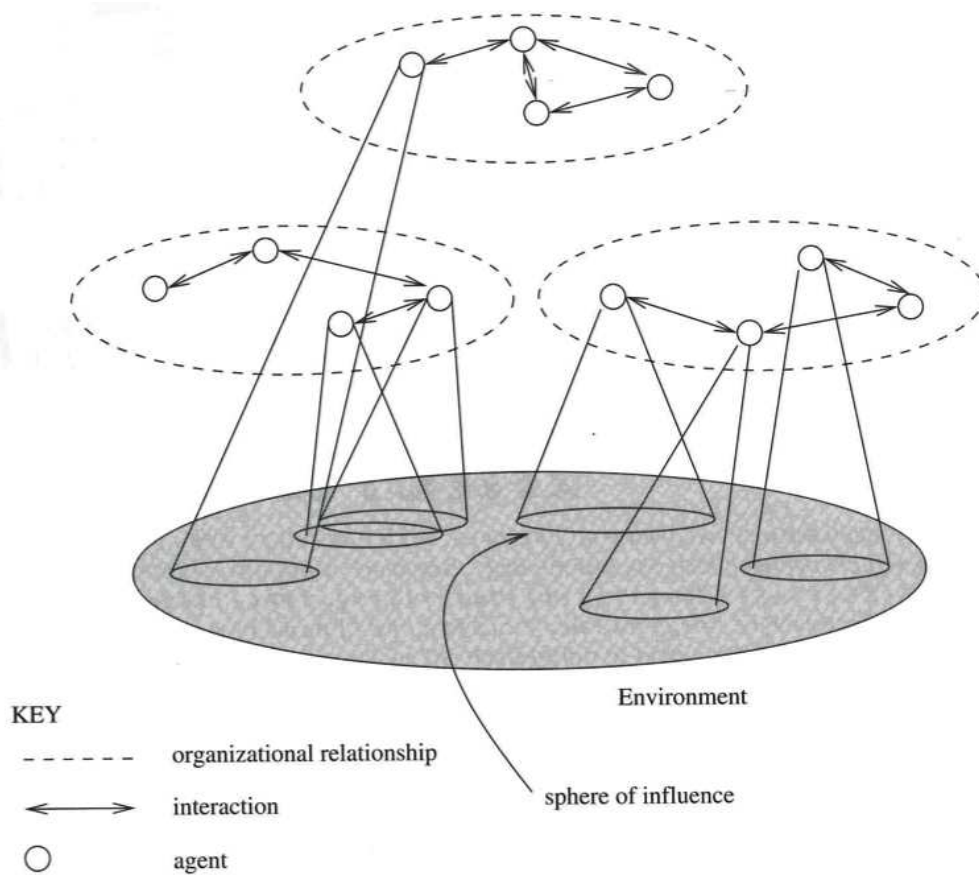 Environment
KEY
organizational relationship
sphere of influence
interaction
agent